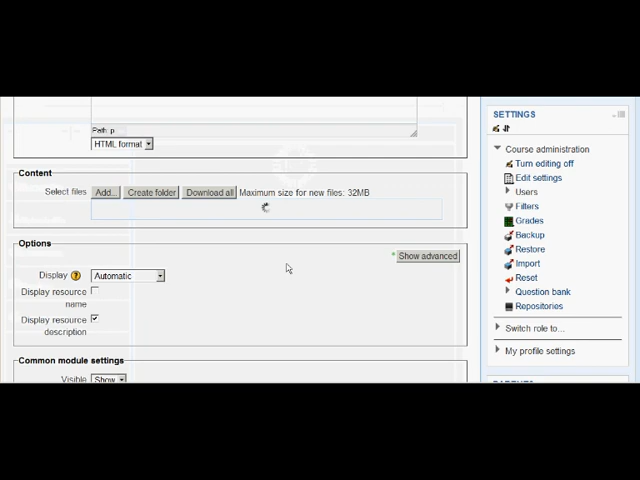 SETTINGS
Path: p
HTML format
Course administration
Turn editing off
Content
Edit settings
Select files Add... Create folder Download all Maximum size for new files: 32MB
Users
Filters
Grades
Options
Backup
Show advanced
Restore
Display Automatic
Import
Display resource name
Reset
Question bank
Display resource description
Repositories
Switch role to...
Common module settings
My profile settings
Visible Show